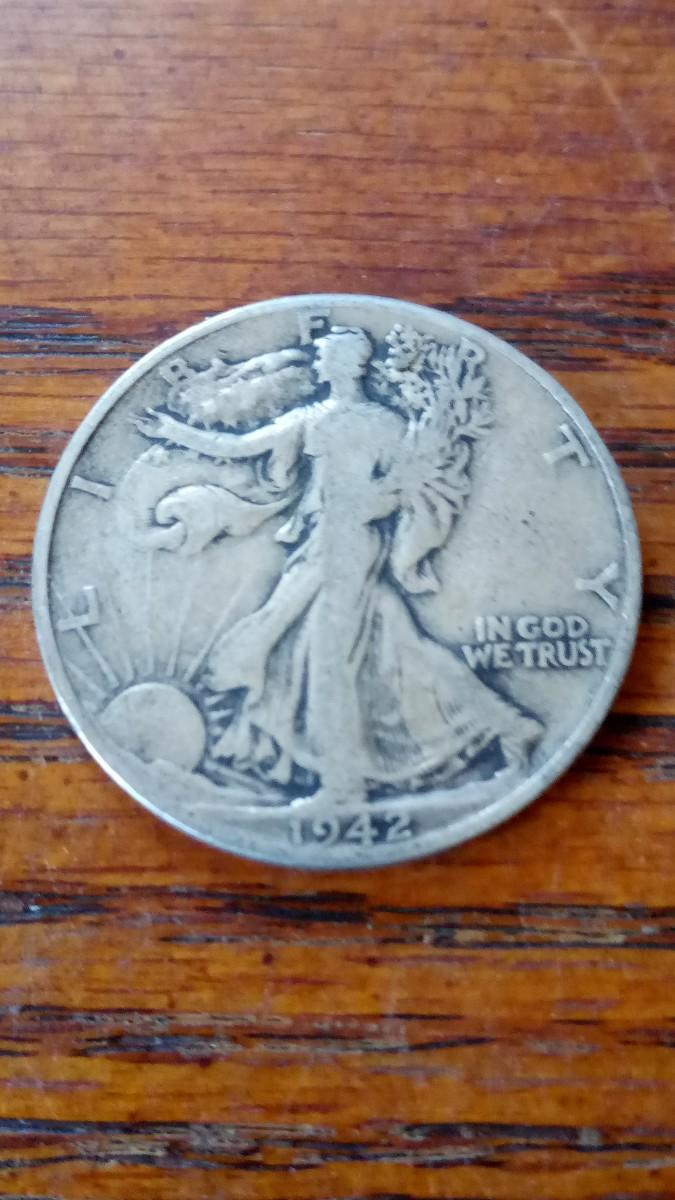 LIBERTY
IN GOD
WE TRUST
1942